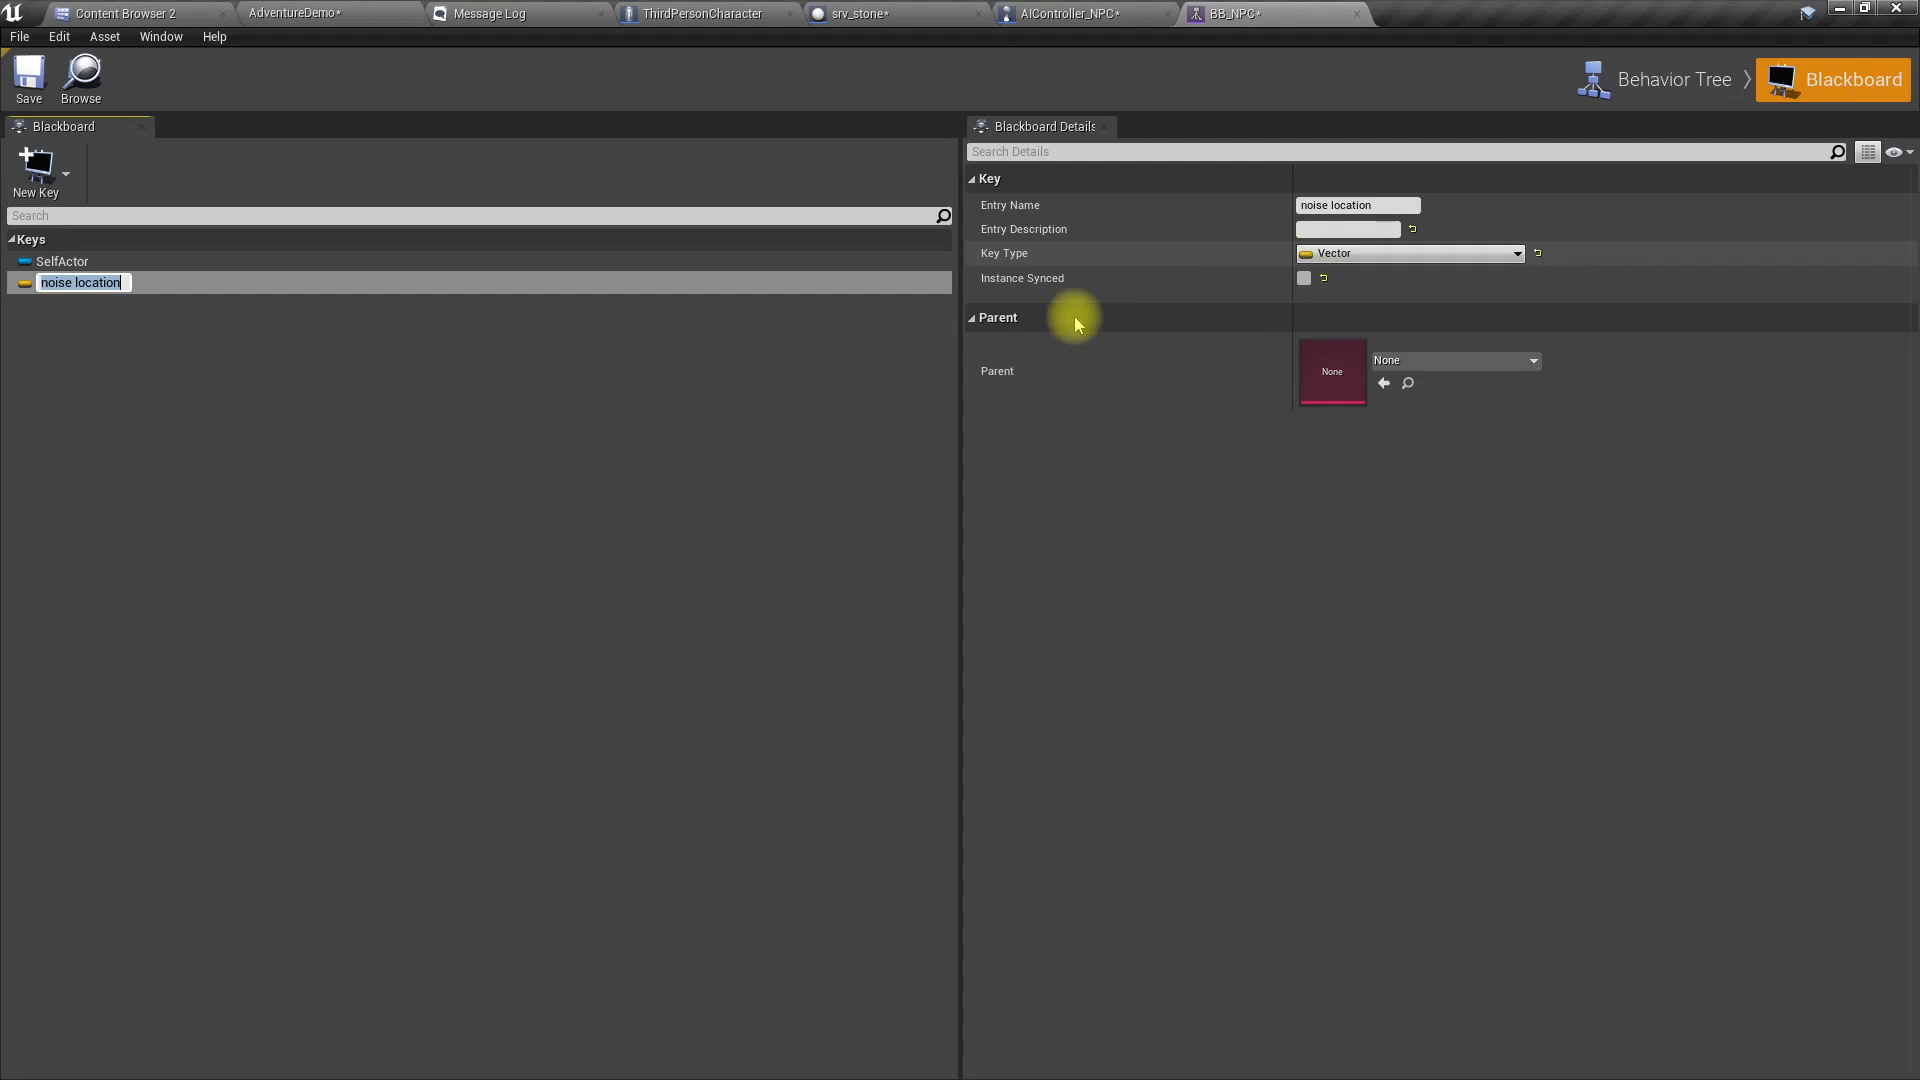 Content Browser 2
AdventureDemo*
Message Log
ThirdPersonCharacter
srv_stone*
AIController_NPC*
BB_NPC*
File Edit Asset Window Help
Save
Browse
Behavior Tree
Blackboard
Blackboard
New Key
Search
Keys
SelfActor
noise location
Blackboard Details
Search Details
Key
Entry Name
noise location
Entry Description
Key Type
Vector
Instance Synced
Parent
Parent
None
None